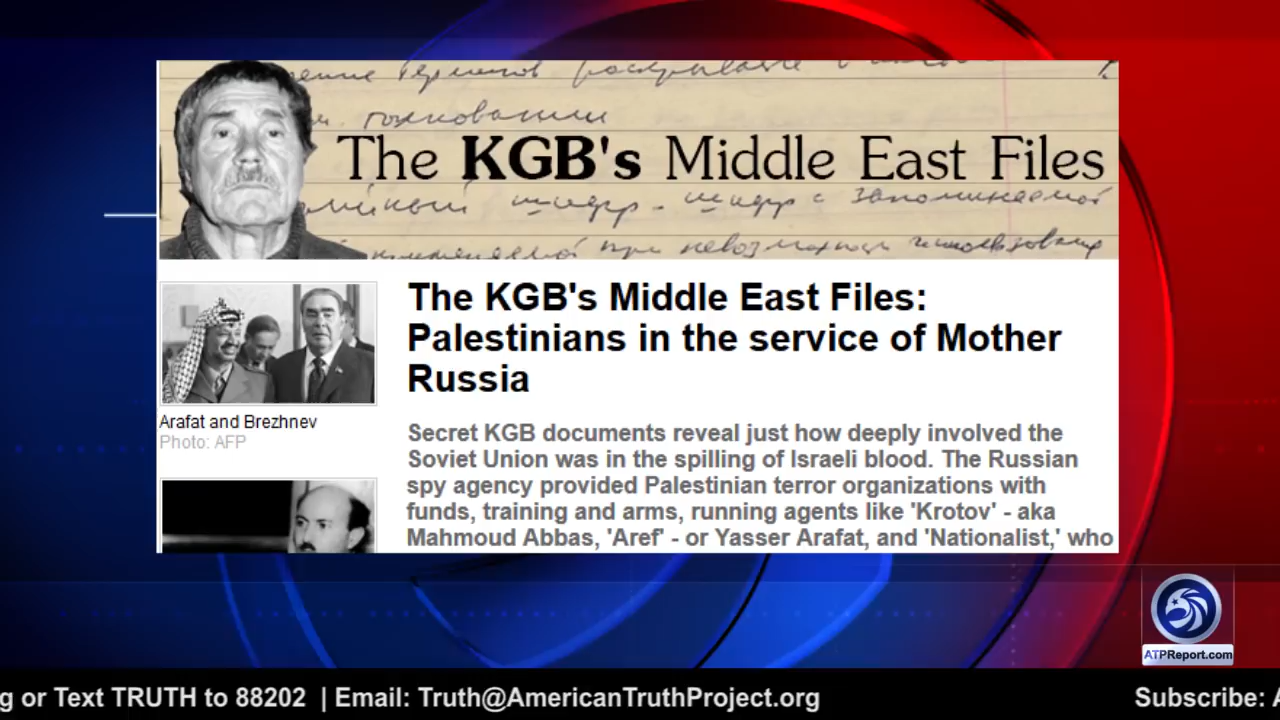 The KGB's Middle East Files
The KGB's Middle East Files:
Palestinians in the service of Mother
Russia
Arafat and Brezhnev
Photo: AFP
Secret KGB documents reveal just how deeply involved the
Soviet Union was in the spilling of Israeli blood. The Russian
spy agency provided Palestinian terror organizations with
funds, training and arms, running agents like 'Krotov' - aka
Mahmoud Abbas, 'Aref' - or Yasser Arafat, and 'Nationalist,' who
ATPReport.com
g or Text TRUTH to 88202 | Email: Truth@AmericanTruthProject.org
Subscribe: A